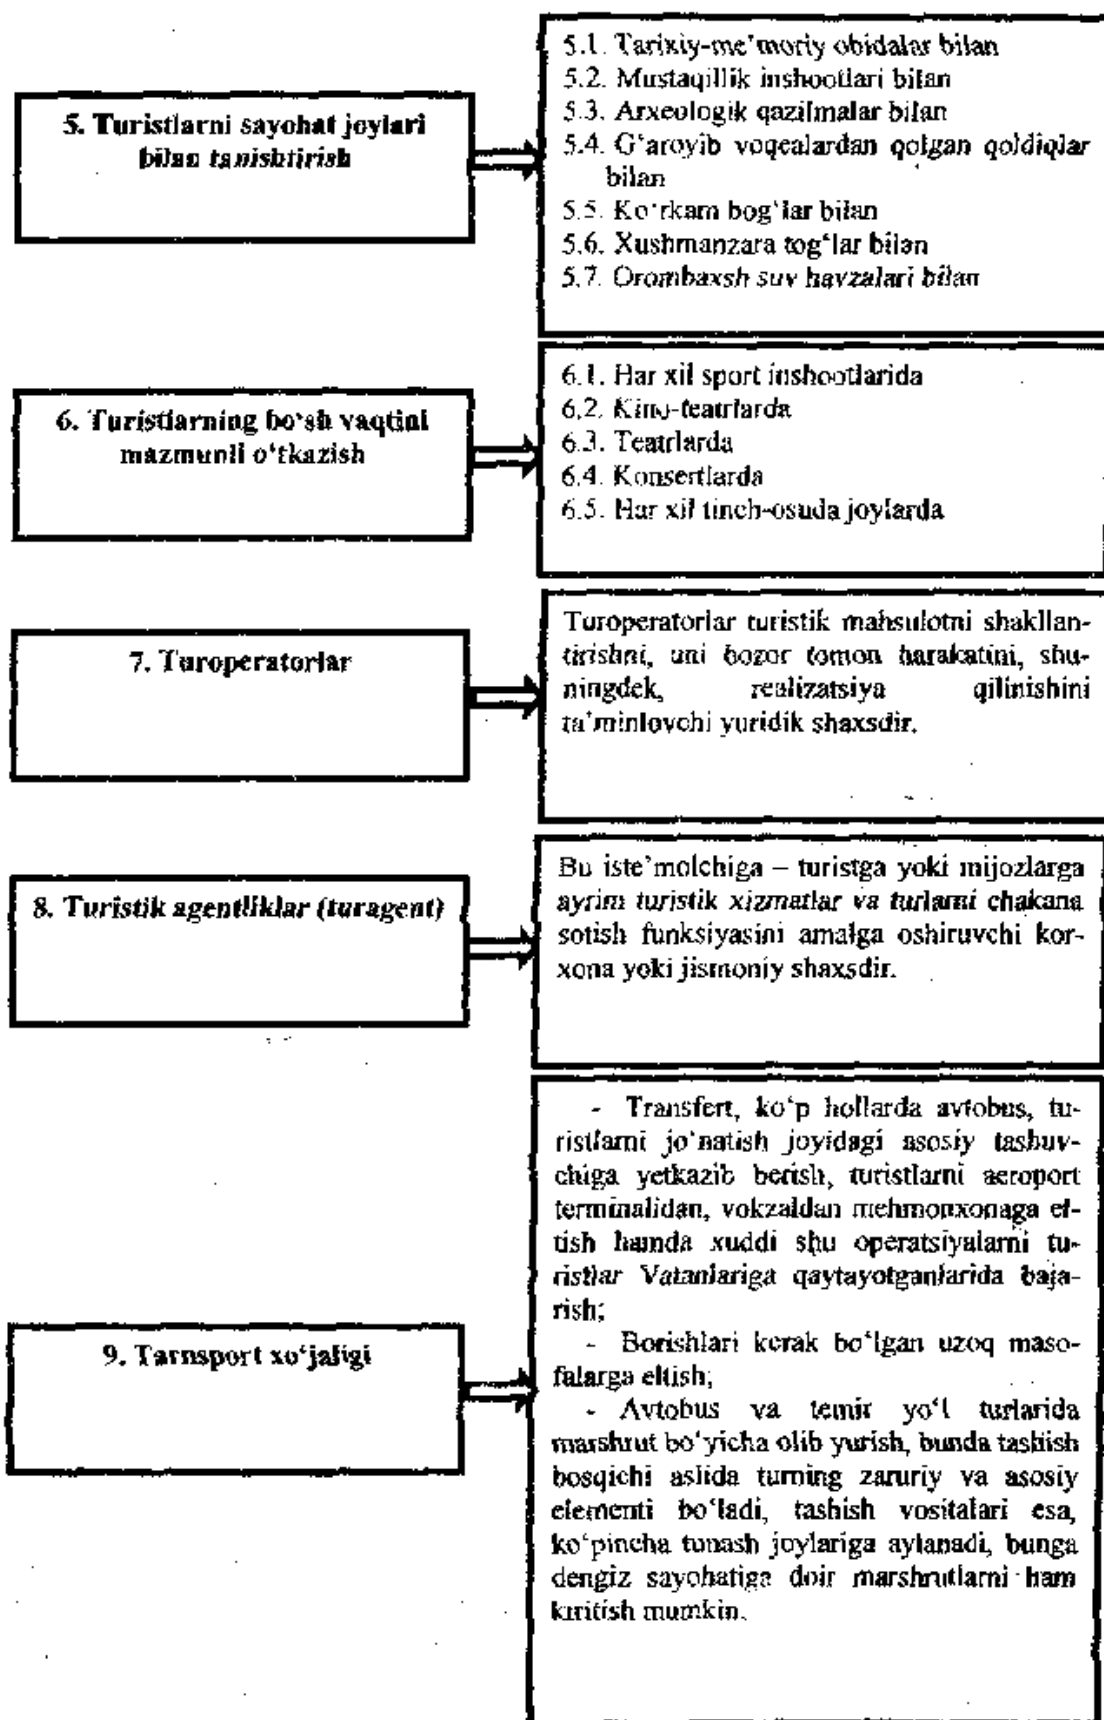 5. Turistlarni sayohat joylari
bilan tanishtirish
5.1. Tarixiy-me'moriy obidalar bilan
5.2. Mustaqillik inshootlari bilan
5.3. Arxeologik qazilmalar bilan
5.4. G‘aroyib voqealardan qolgan qoldiqlar
bilan
5.5. Ko‘rkam bog‘lar bilan
5.6. Xushmanzara tog‘lar bilan
5.7. Orombaxsh suv havzalari bilan
6. Turistlarning bo‘sh vaqtini
mazmunli o‘tkazish
6.1. Har xil sport inshootlarida
6.2. Kino-teatrlarda
6.3. Teatrlarda
6.4. Konsertlarda
6.5. Har xil tinch-osuda joylarda
7. Turoperatorlar
Turoperatorlar turistik mahsulotni shakllan-
tirishni, uni bozor tomon harakatini, shu-
ningdek, realizatsiya qilinishini
ta'minlovchi yuridik shaxsdir.
8. Turistik agentliklar (turagent)
Bu iste'molchiga – turistga yoki mijozlarga
ayrim turistik xizmatlar va turlarni chakana
sotish funksiyasini amalga oshiruvchi kor-
xona yoki jismoniy shaxsdir.
9. Tarnsport xo‘jaligi
- Transfert, ko‘p hollarda avtobus, tu-
ristlarni jo‘natish joyidagi asosiy tashuv-
chiga yetkazib berish, turistlarni aeroport
terminalidan, vokzaldan mehmonxonaga el-
tish hamda xuddi shu operatsiyalarni tu-
ristlar Vatanlariga qaytayotganlarida baja-
rish;
- Borishlari kerak bo‘lgan uzoq maso-
falarga eltish;
- Avtobus va temir yo‘l turlarida
marshrut bo‘yicha olib yurish, bunda tashish
bosqichi aslida turning zaruriy va asosiy
elementi bo‘ladi, tashish vositalari esa,
ko‘pincha tunash joylariga aylanadi, bunga
dengiz sayohatiga doir marshrutlarni ham
kiritish mumkin.